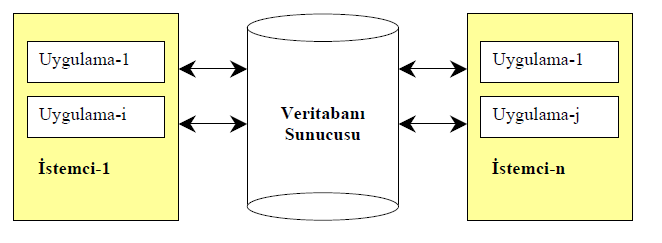 Uygulama-1
Uygulama-i
İstemci-1
Veritabanı
Sunucusu
Uygulama-1
Uygulama-j
İstemci-n